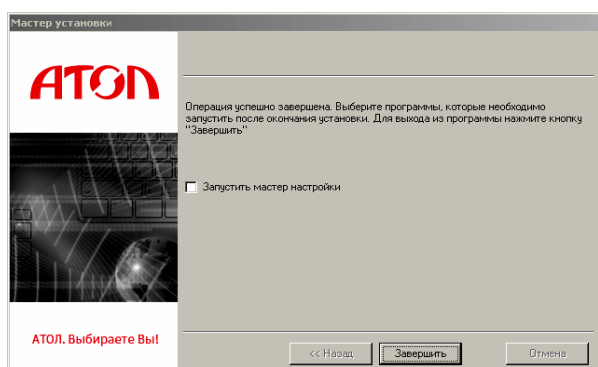 Мастер установки
АТОЛ
Операция успешно завершена. Выберите программы, которые необходимо
запустить после окончания установки. Для выхода из программы нажмите кнопку
"Завершить"
Запустить мастер настройки
АТОЛ. Выбираете Вы!
<< Назад
Завершить
Отмена